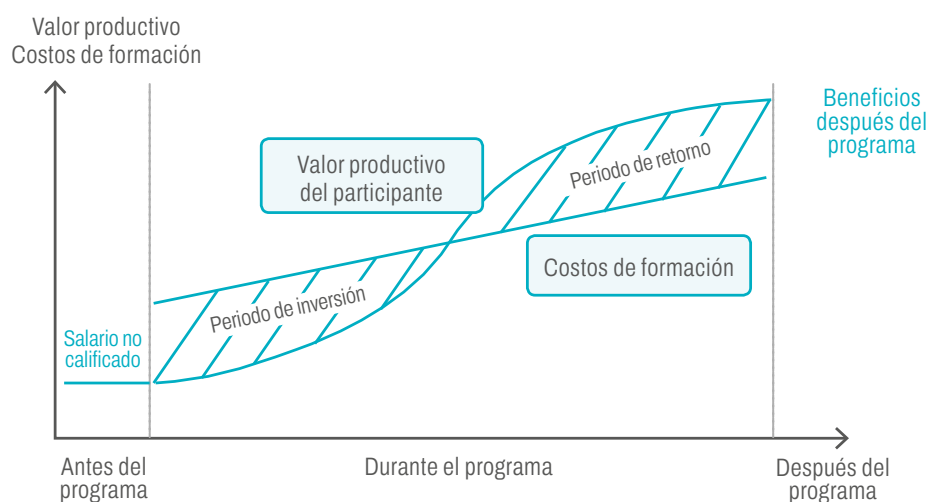 Valor productivo
Costos de formación
Beneficios
después del
programa
Valor productivo
del participante
Periodo de retorno
Costos de formación
Periodo de inversión
Salario no
calificado
Antes del
programa
Durante el programa
Después del
programa